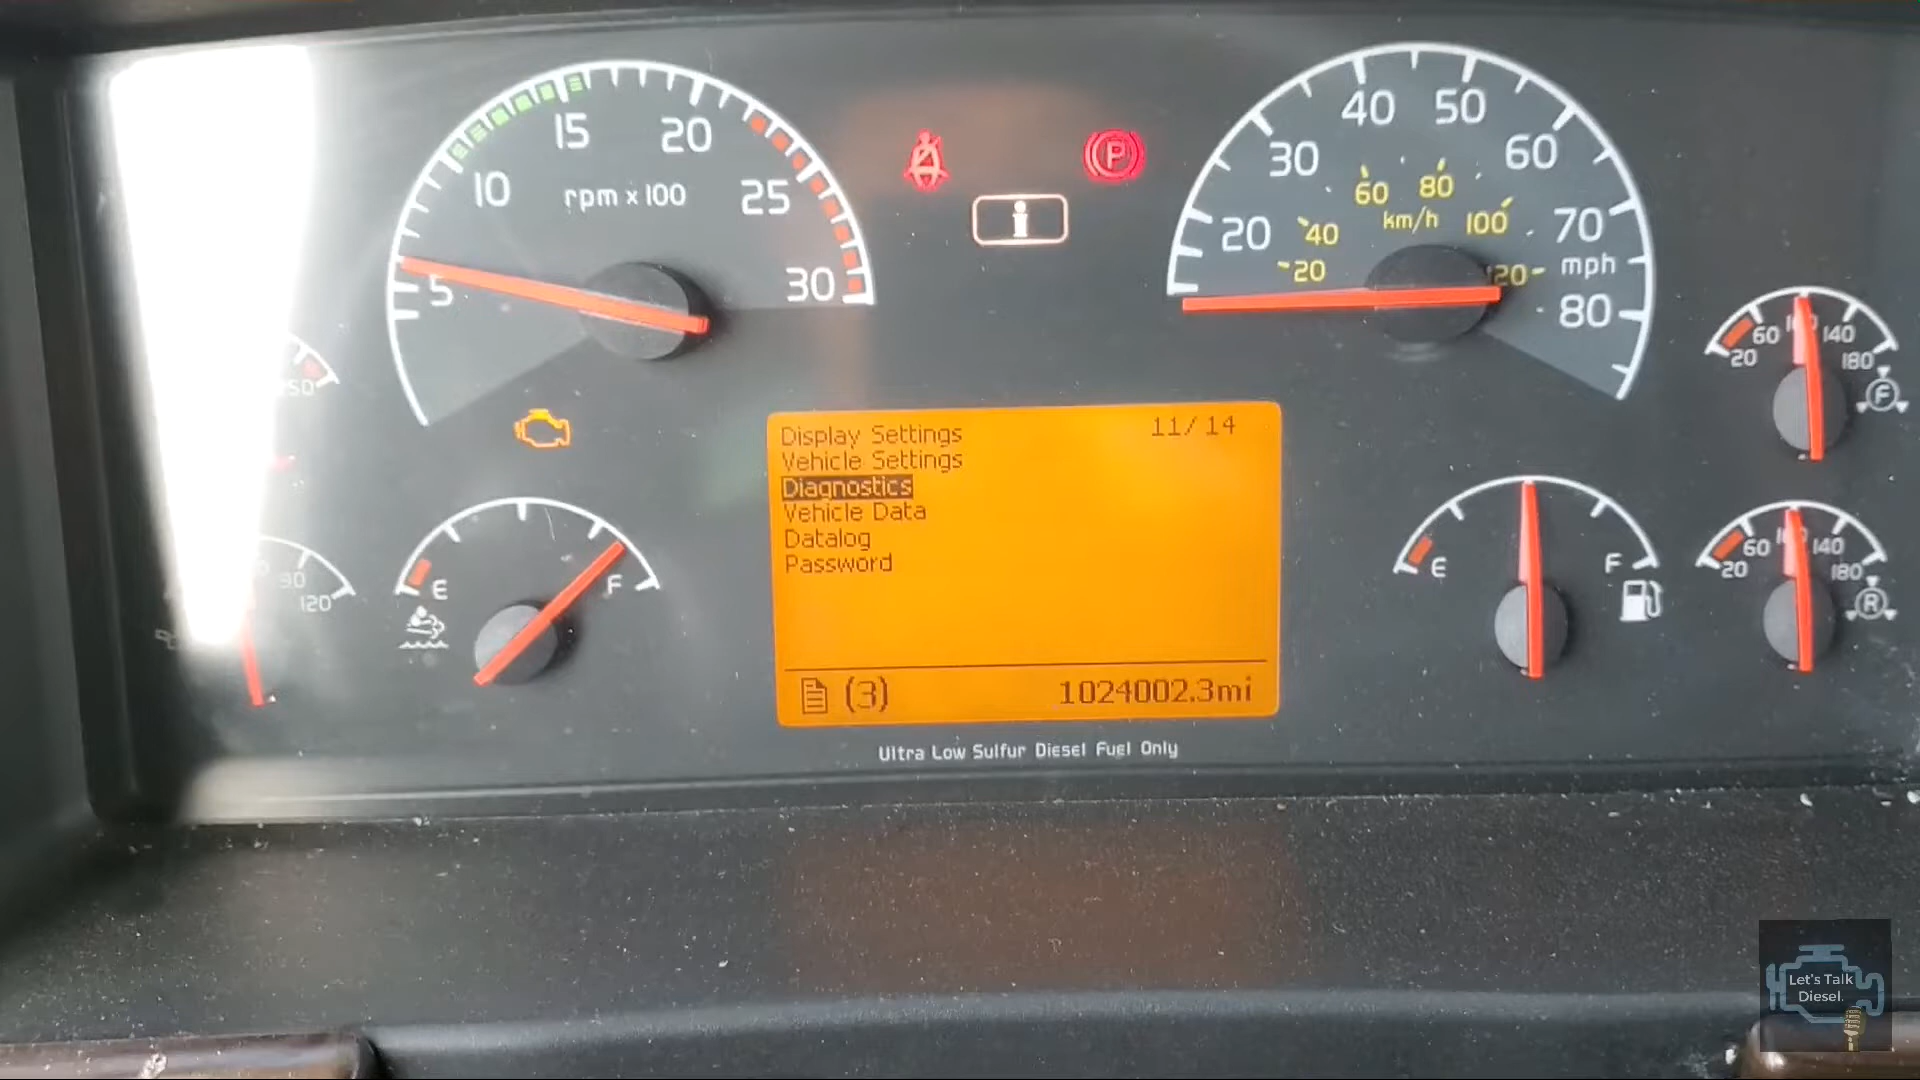 10
15
20
25
30
5
rpm x 100
P
i
20
30
40
50
60
70
80
mph
20
40
60
80
km/h
100
120
20
60
140
180
F
Display Settings
11/14
Vehicle Settings
Diagnostics
Vehicle Data
Datalog
Password
(3)
1024002.3mi
90
120
E
F
E
F
20
60
140
180
R
Ultra Low Sulfur Diesel Fuel Only
Let's Talk
Diesel.